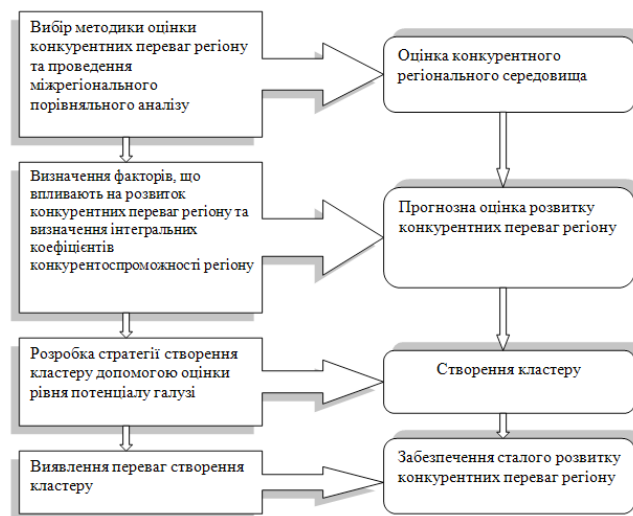 Вибір методики оцінки
конкурентних переваг регіону
та проведення
міжрегіонального
порівняльного аналізу
Оцінка конкурентного
регіонального середовища
Визначення факторів, що
впливають на розвиток
конкурентних переваг регіону та
визначення інтегральних
коефіцієнтів
конкурентоспроможності регіону
Прогнозна оцінка розвитку
конкурентних переваг регіону
Розробка стратегії створення
кластеру допомогою оцінки
рівня потенціалу галузі
Створення кластеру
Виявлення переваг створення
кластеру
Забезпечення сталого розвитку
конкурентних переваг регіону